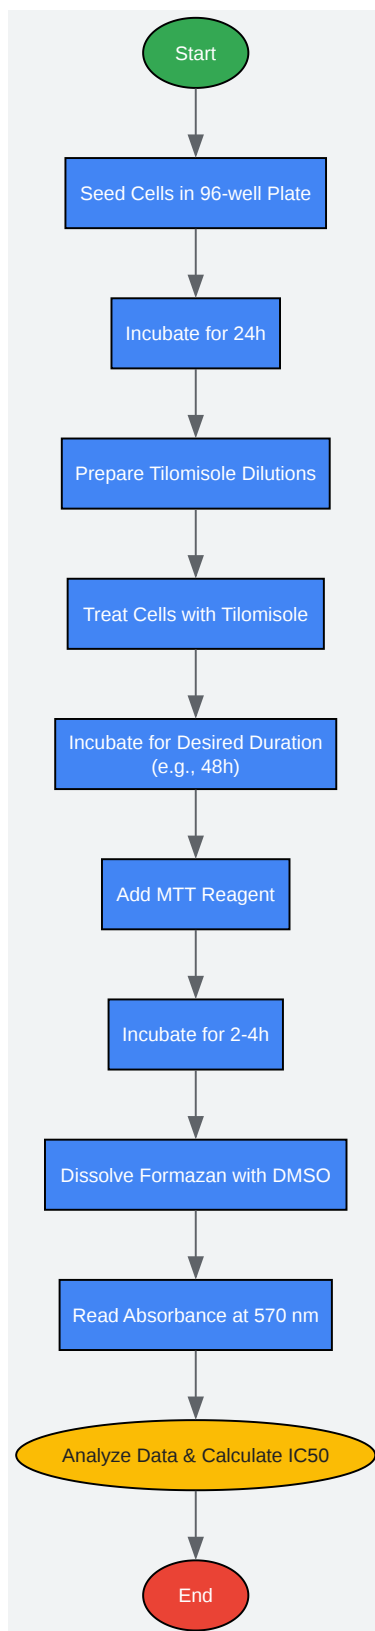 Start
Seed Cells in 96-well Plate
Incubate for 24h
Prepare Tilomisole Dilutions
Treat Cells with Tilomisole
Incubate for Desired Duration
(e.g., 48h)
Add MTT Reagent
Incubate for 2-4h
Dissolve Formazan with DMSO
Read Absorbance at 570 nm
Analyze Data & Calculate IC50
End